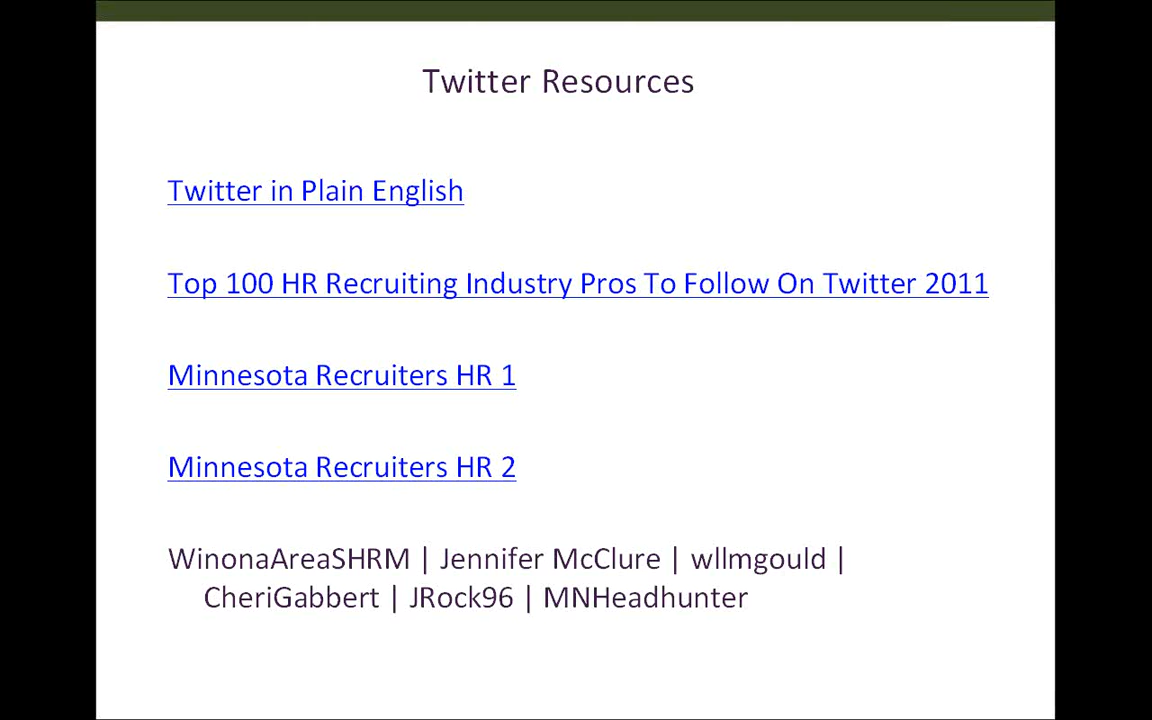 Twitter Resources
Twitter in Plain English
Top 100 HR Recruiting Industry Pros To Follow On Twitter 2011
Minnesota Recruiters HR 1
Minnesota Recruiters HR 2
WinonaAreaSHRM | Jennifer McClure | wllmgould |
CheriGabbert | JRock96 | MNHeadhunter